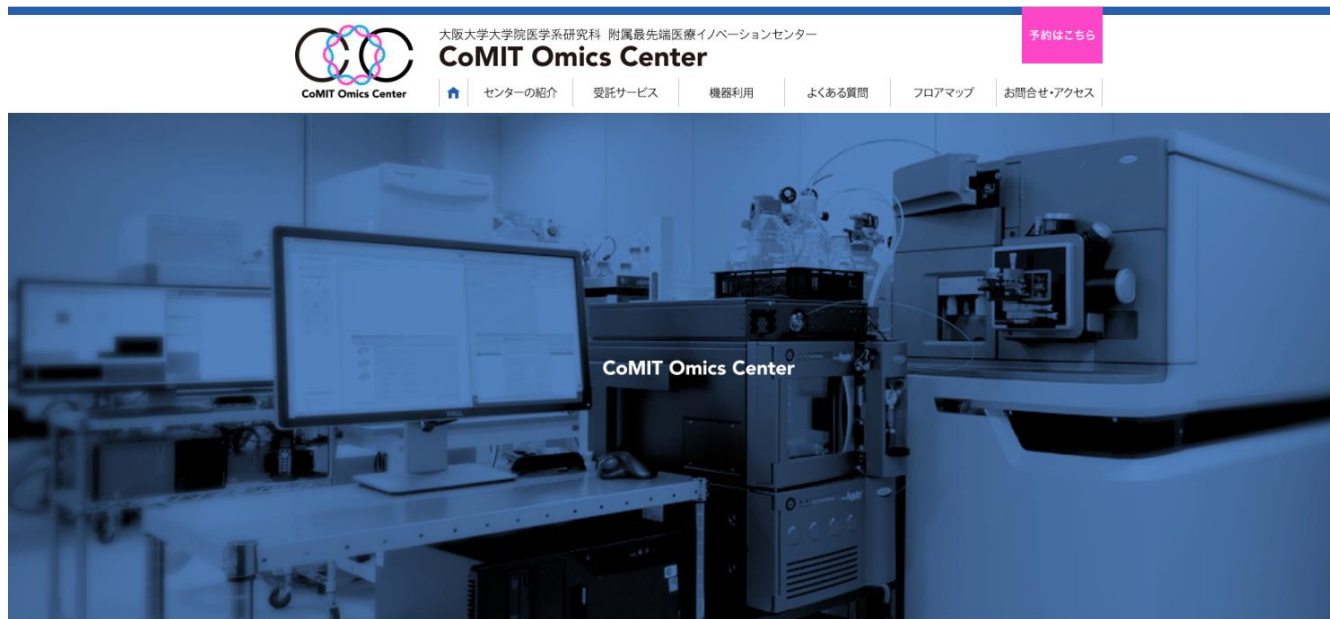 大阪大学大学院医学系研究科 附属最先端医療イノベーションセンター
CoMIT Omics Center
予約はこちら
CoMIT Omics Center
センターの紹介 受託サービス 機器利用 よくある質問 フロアマップ お問合せ・アクセス
CoMIT Omics Center
DELL